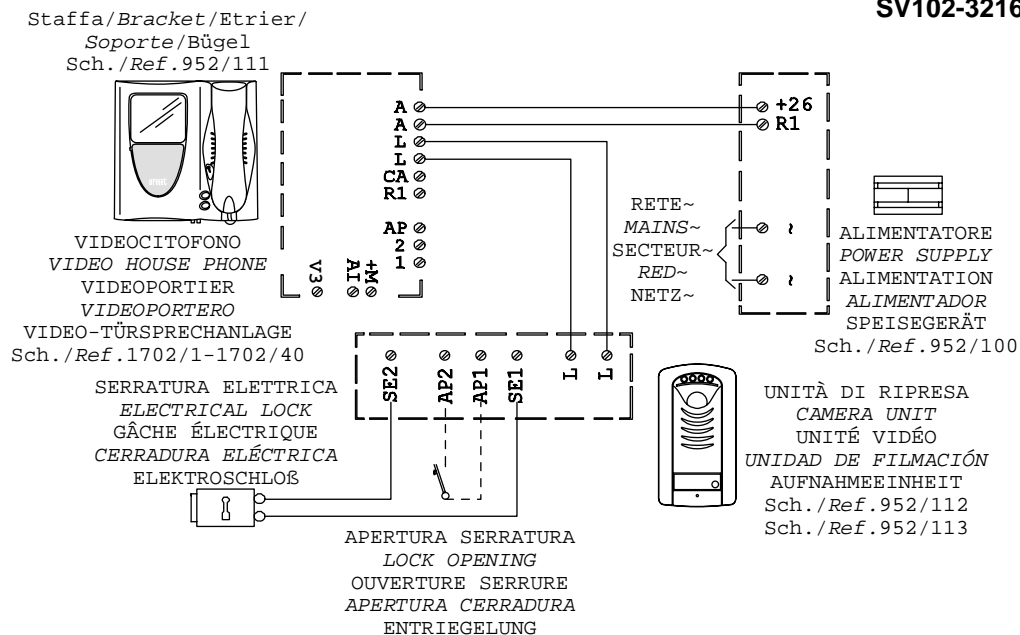 SV102-3216
Staffa/Bracket/Etrier/
Soporte/Bügel
Sch./Ref.952/111
A
A
L
L
CA
R1
AP
2
1
V3
AI
+M
+26
R1
~
~
RETE~
MAINS~
SECTEUR~
RED~
NETZ~
ALIMENTATORE
POWER SUPPLY
ALIMENTATION
ALIMENTADOR
SPEISEGERÄT
Sch./Ref.952/100
VIDEOCITOFONO
VIDEO HOUSE PHONE
VIDEOPORTIER
VIDEOPORTERO
VIDEO-TÜRSPRECHANLAGE
Sch./Ref.1702/1-1702/40
SE2
AP2
AP1
SE1
L
L
SERRATURA ELETTRICA
ELECTRICAL LOCK
GÂCHE ÉLECTRIQUE
CERRADURA ELÉCTRICA
ELEKTROSCHLOß
UNITÀ DI RIPRESA
CAMERA UNIT
UNITÉ VIDÉO
UNIDAD DE FILMACIÓN
AUFNAHMEEINHEIT
Sch./Ref.952/112
Sch./Ref.952/113
APERTURA SERRATURA
LOCK OPENING
OUVERTURE SERRURE
APERTURA CERRADURA
ENTRIEGELUNG